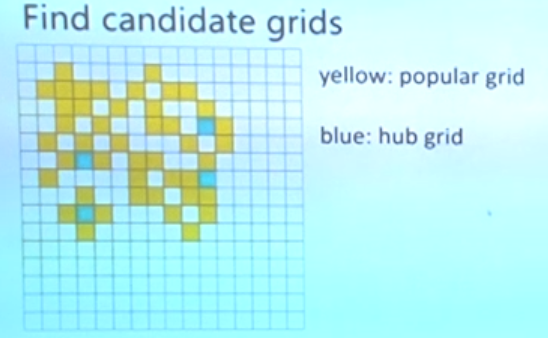 Find candidate grids
yellow: popular grid
blue: hub grid